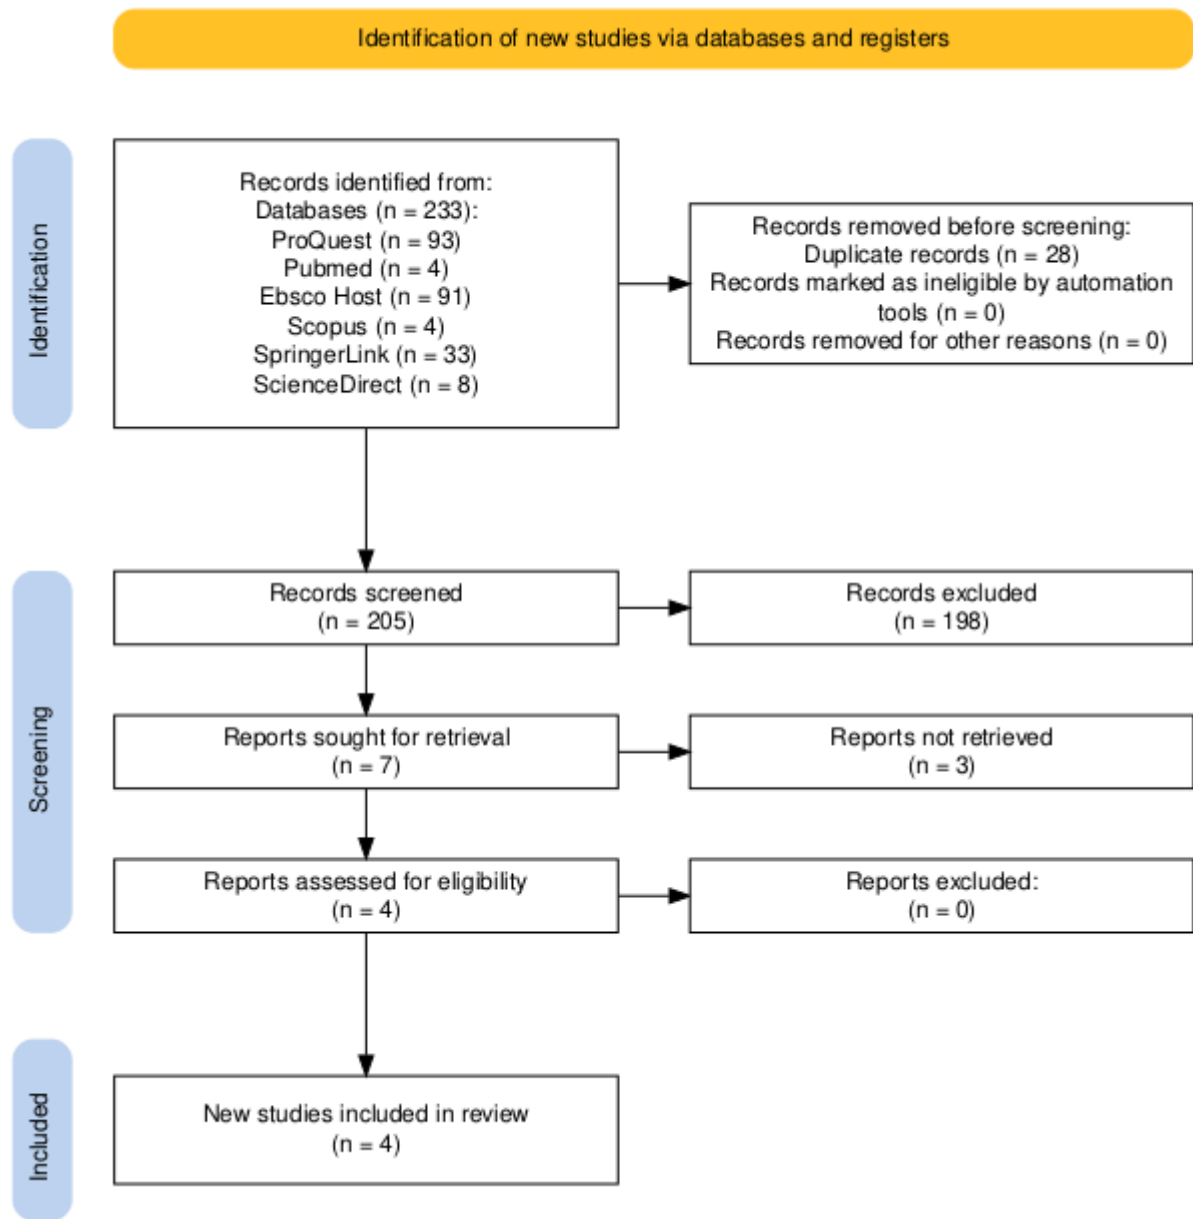 Identification of new studies via databases and registers
Identification
Records identified from:
Databases (n = 233):
ProQuest (n = 93)
Pubmed (n = 4)
Ebsco Host (n = 91)
Scopus (n = 4)
SpringerLink (n = 33)
ScienceDirect (n = 8)
Records removed before screening:
Duplicate records (n = 28)
Records marked as ineligible by automation
tools (n = 0)
Records removed for other reasons (n = 0)
Screening
Records screened
(n = 205)
Records excluded
(n = 198)
Reports sought for retrieval
(n = 7)
Reports not retrieved
(n = 3)
Reports assessed for eligibility
(n = 4)
Reports excluded:
(n = 0)
Included
New studies included in review
(n = 4)